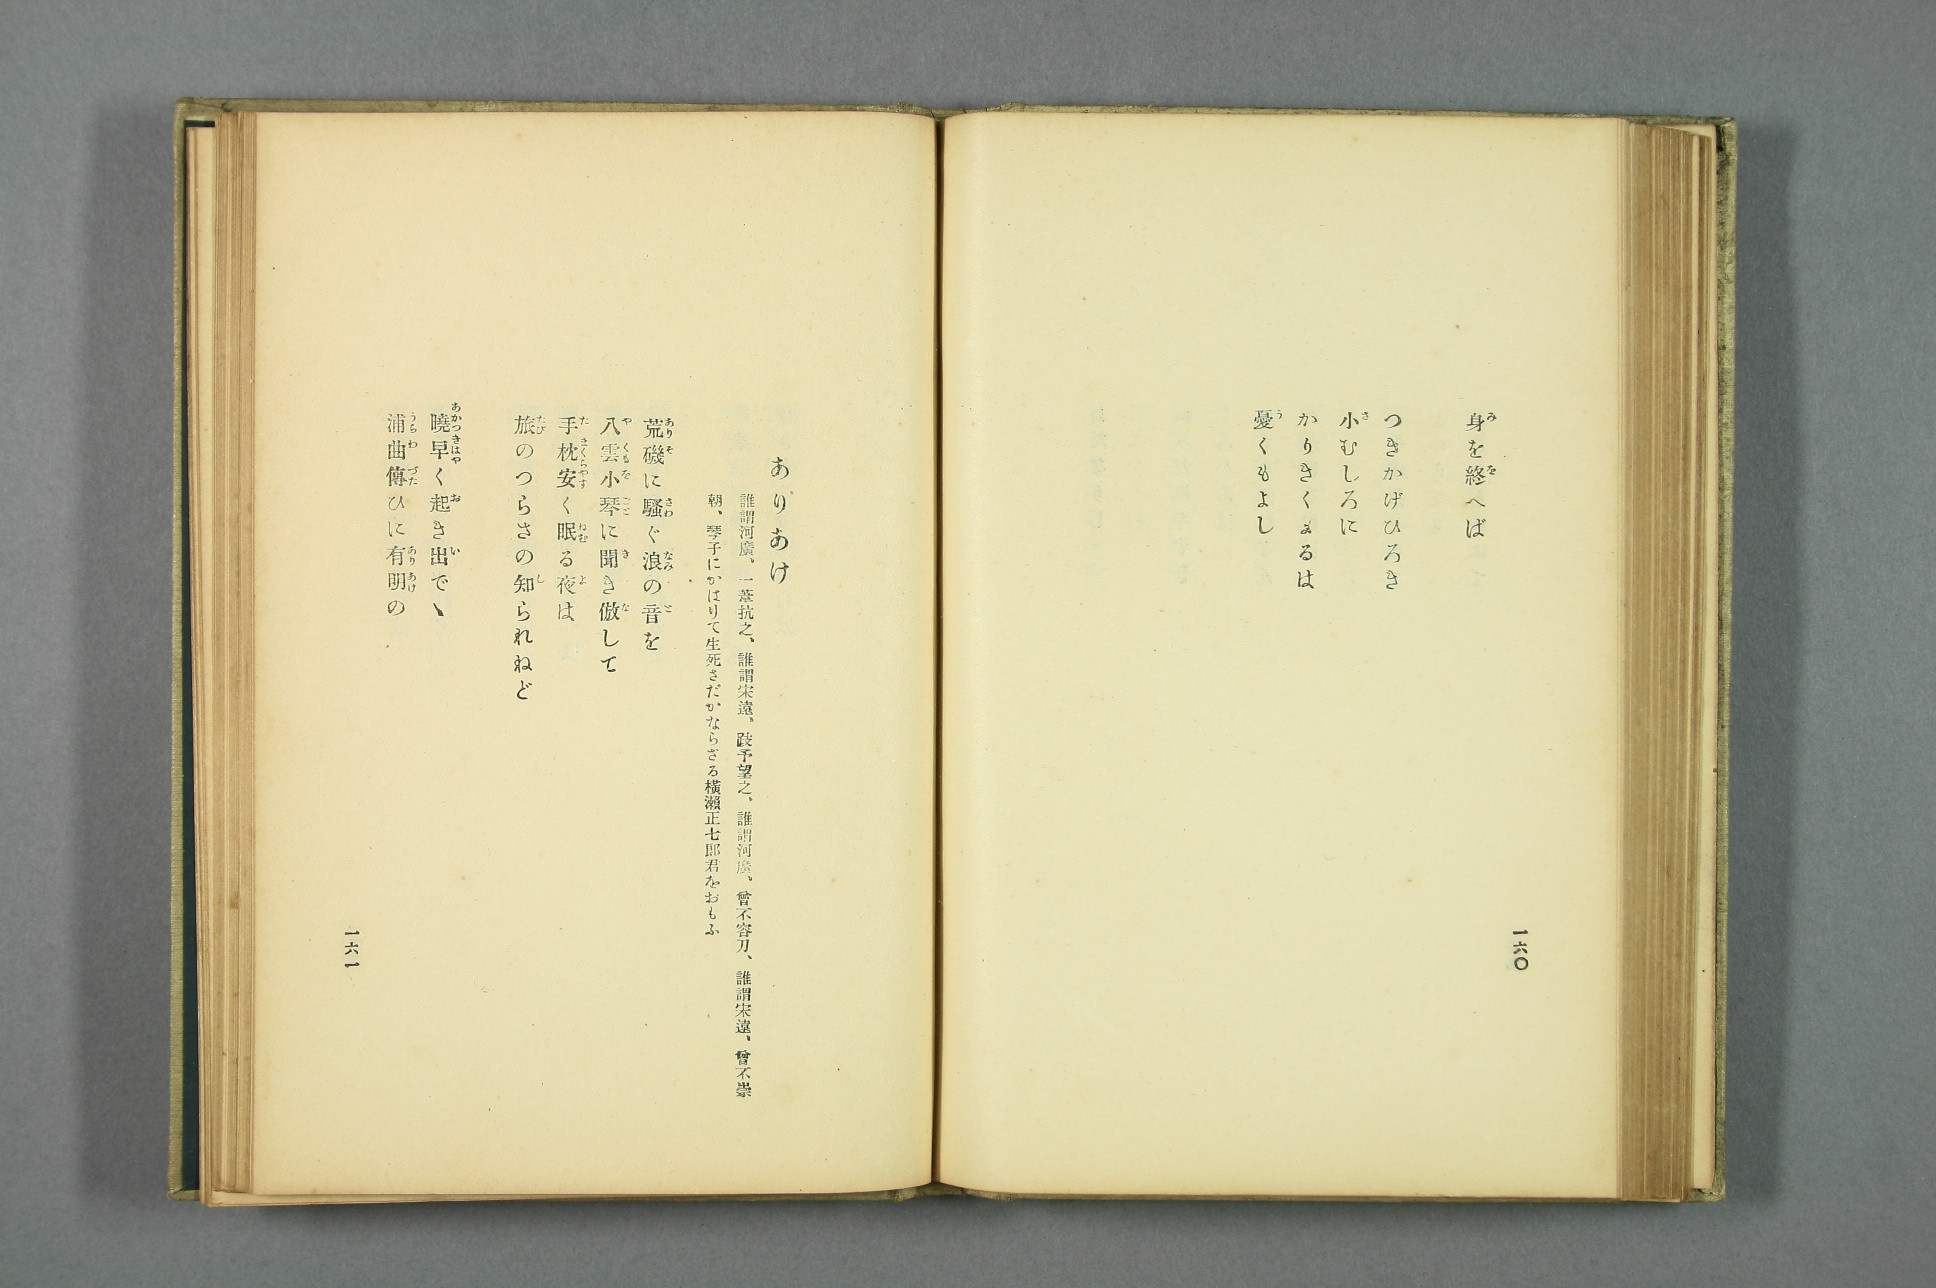 身を終へば
つきかげひろき
小むしろに
かりきくまるは
憂くもよし
一六〇
ありあけ
誰謂河廣、一葦抗之、誰謂宋遠、跂予望之、誰謂河廣、曾不容刀、誰謂宋遠、曾不崇
朝、琴子にかはりて生死さだかならざる横瀬正七郎君をおもふ
荒磯に騷ぐ浪の音を
八雲小琴に聞き倣して
手枕安く眠る夜は
旅のつらさの知られねど
曉早く起き出でヽ
浦曲傳ひに有明の
一六一